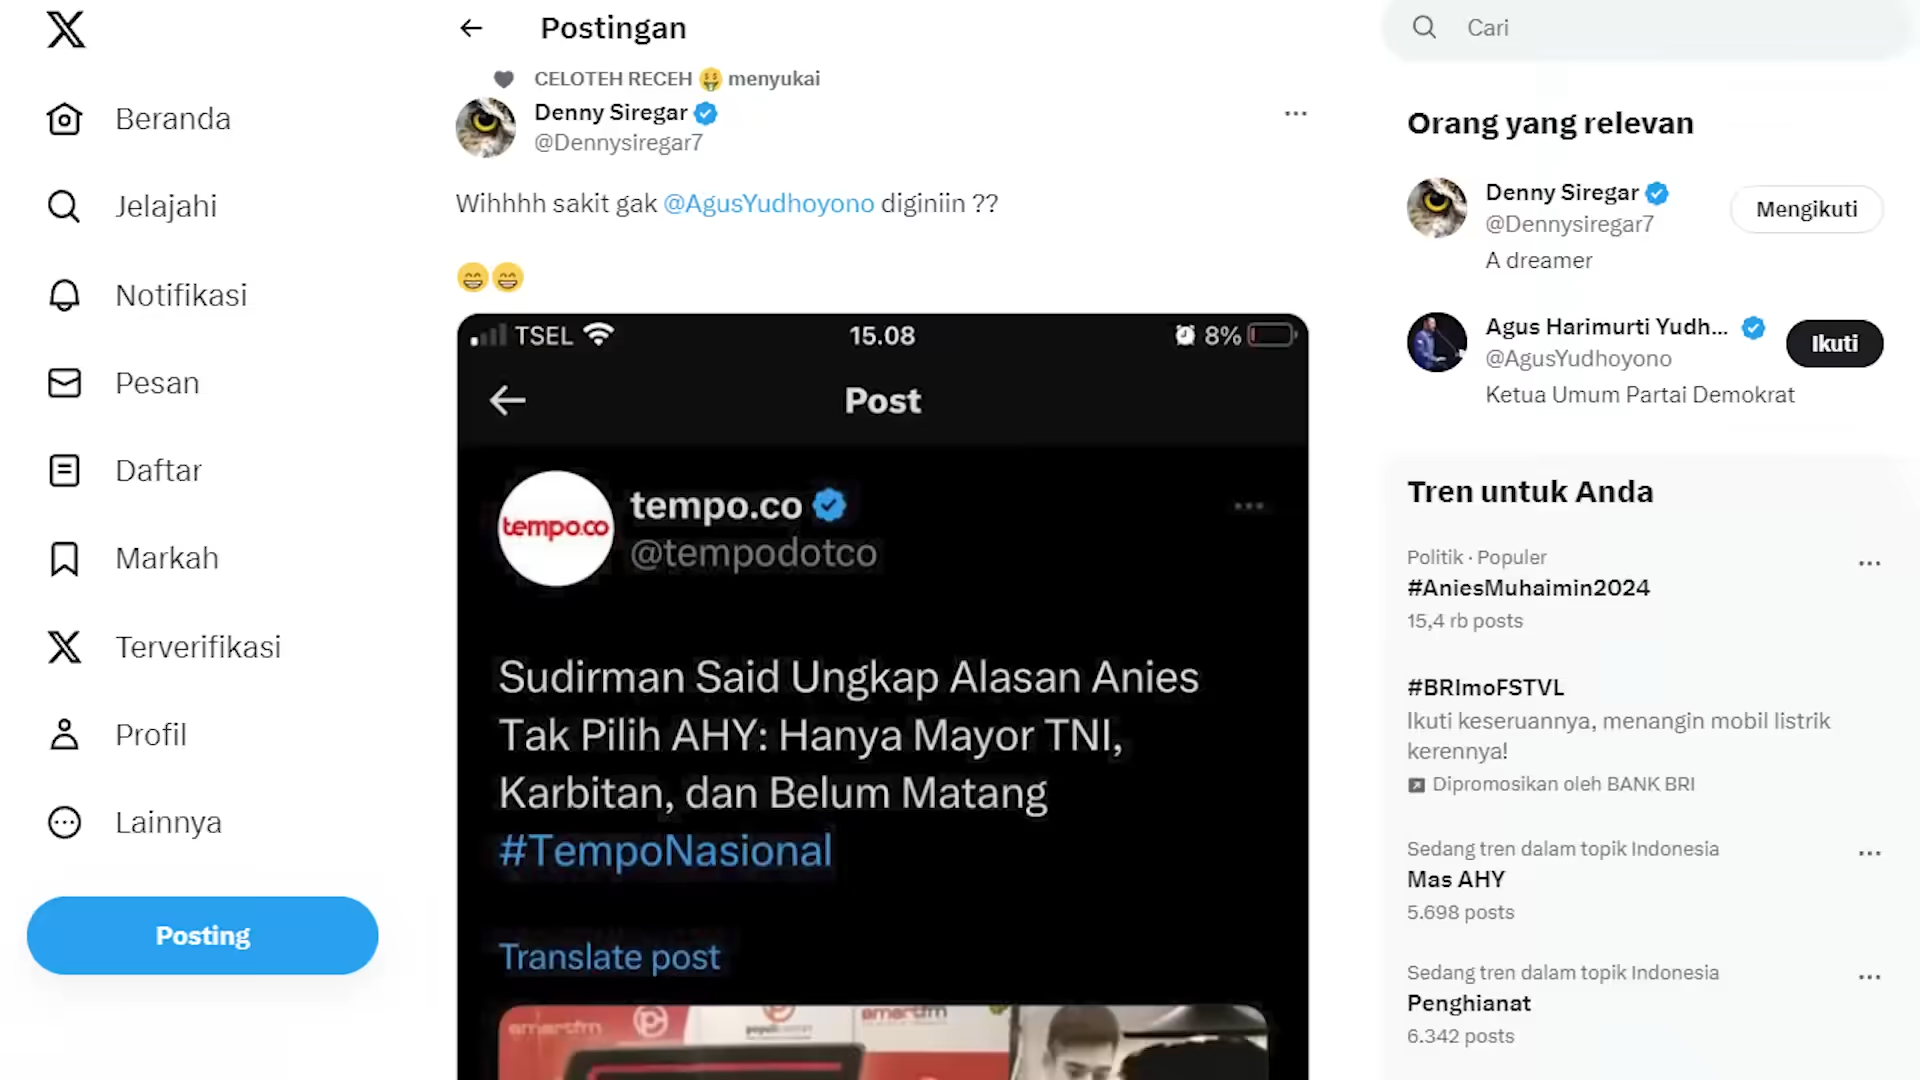 Beranda
Jelajahi
Notifikasi
Pesan
Daftar
Markah
Terverifikasi
Profil
Lainnya
Posting
Postingan
CELOTEH RECEH 🤑 menyukai
Denny Siregar
@Dennysiregar7
Wihhhh sakit gak @AgusYudhoyono diginiin ??
😁😁
TSEL 15.08 8%
Post
tempo.co
tempo.co
@tempodotco
Sudirman Said Ungkap Alasan Anies
Tak Pilih AHY: Hanya Mayor TNI,
Karbitan, dan Belum Matang
#TempoNasional
Translate post
smartfm
smartfm
Cari
Orang yang relevan
Denny Siregar
@Dennysiregar7
Mengikuti
A dreamer
Agus Harimurti Yudh...
@AgusYudhoyono
Ikuti
Ketua Umum Partai Demokrat
Tren untuk Anda
Politik · Populer
#AniesMuhaimin2024
15,4 rb posts
#BRImoFSTVL
Ikuti keseruannya, menangin mobil listrik
kerennya!
Dipromosikan oleh BANK BRI
Sedang tren dalam topik Indonesia
Mas AHY
5.698 posts
Sedang tren dalam topik Indonesia
Penghianat
6.342 posts